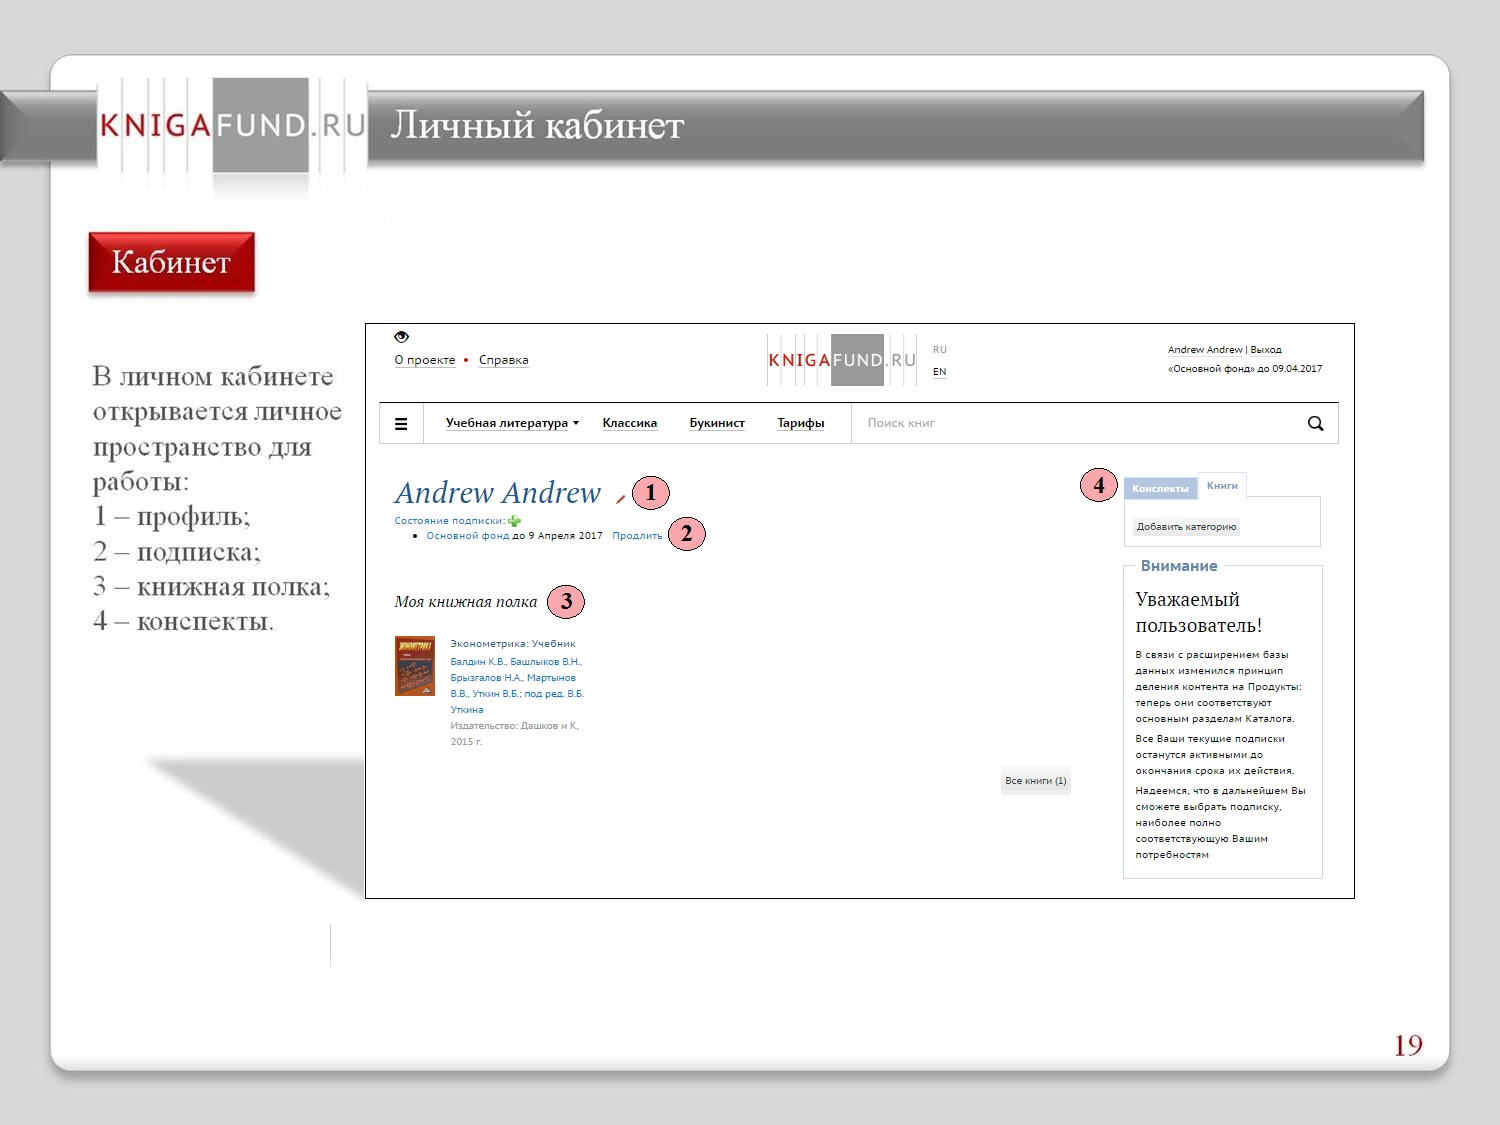 KNIGAFUND.RU
Личный кабинет
Кабинет
В личном кабинете
открывается личное
пространство для
работы:
1 – профиль;
2 – подписка;
3 – книжная полка;
4 – конспекты.
О проекте • Справка
KNIGAFUND.RU
RU
EN
Andrew Andrew | Выход
«Основной фонд» до 09.04.2017
Учебная литература
Классика
Букинист
Тарифы
Поиск книг
Andrew Andrew
1
Состояние подписки:
• Основной фонд до 9 Апреля 2017 Продлить
2
Моя книжная полка
3
Эконометрика: Учебник
Балдин К.В., Башлыков В.Н.,
Брызгалов Н.А., Мартынов
В.В., Уткин В.Б.; под ред. В.Б.
Уткина
Издательство: Дашков и К,
2015 г.
Все книги (1)
4
Конспекты
Книги
Добавить категорию
Внимание
Уважаемый
пользователь!
В связи с расширением базы
данных изменился принцип
деления контента на Продукты:
теперь они соответствуют
основным разделам Каталога.
Все Ваши текущие подписки
останутся активными до
окончания срока их действия.
Надеемся, что в дальнейшем Вы
сможете выбрать подписку,
наиболее полно
соответствующую Вашим
потребностям
19